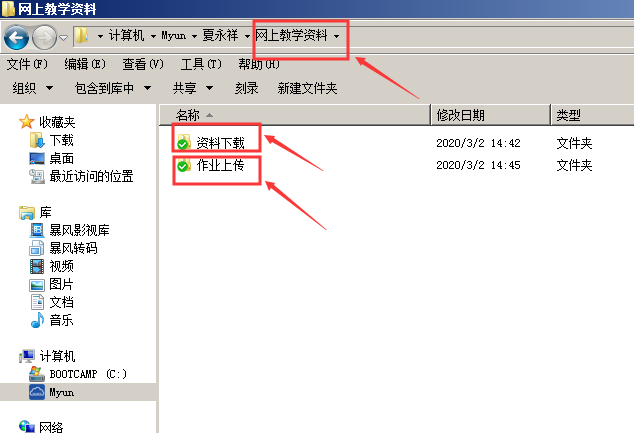 网上教学资料
计算机 Myun 夏永祥 网上教学资料
文件(F) 编辑(E) 查看(V) 工具(T) 帮助(H)
组织 包含到库中 共享 刻录 新建文件夹
收藏夹
下载
桌面
最近访问的位置
库
暴风影视库
暴风转码
视频
图片
文档
音乐
计算机
BOOTCAMP (C:)
Myun
网络
名称 修改日期 类型
资料下载 2020/3/2 14:42 文件夹
作业上传 2020/3/2 14:45 文件夹